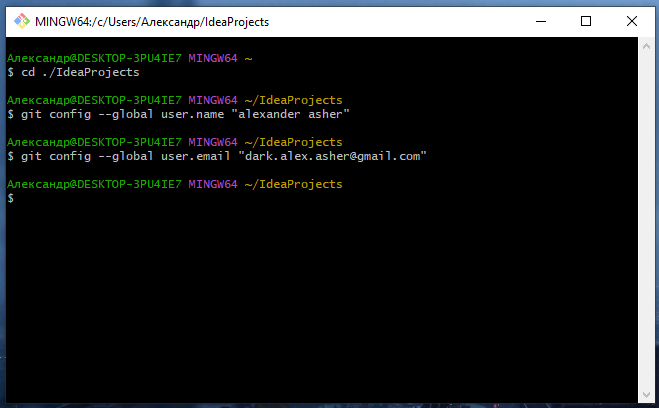 MINGW64:/c/Users/Александр/IdeaProjects
Александр@DESKTOP-3PU4IE7 MINGW64 ~
$ cd ./IdeaProjects
Александр@DESKTOP-3PU4IE7 MINGW64 ~/IdeaProjects
$ git config --global user.name "alexander asher"
Александр@DESKTOP-3PU4IE7 MINGW64 ~/IdeaProjects
$ git config --global user.email "dark.alex.asher@gmail.com"
Александр@DESKTOP-3PU4IE7 MINGW64 ~/IdeaProjects
$